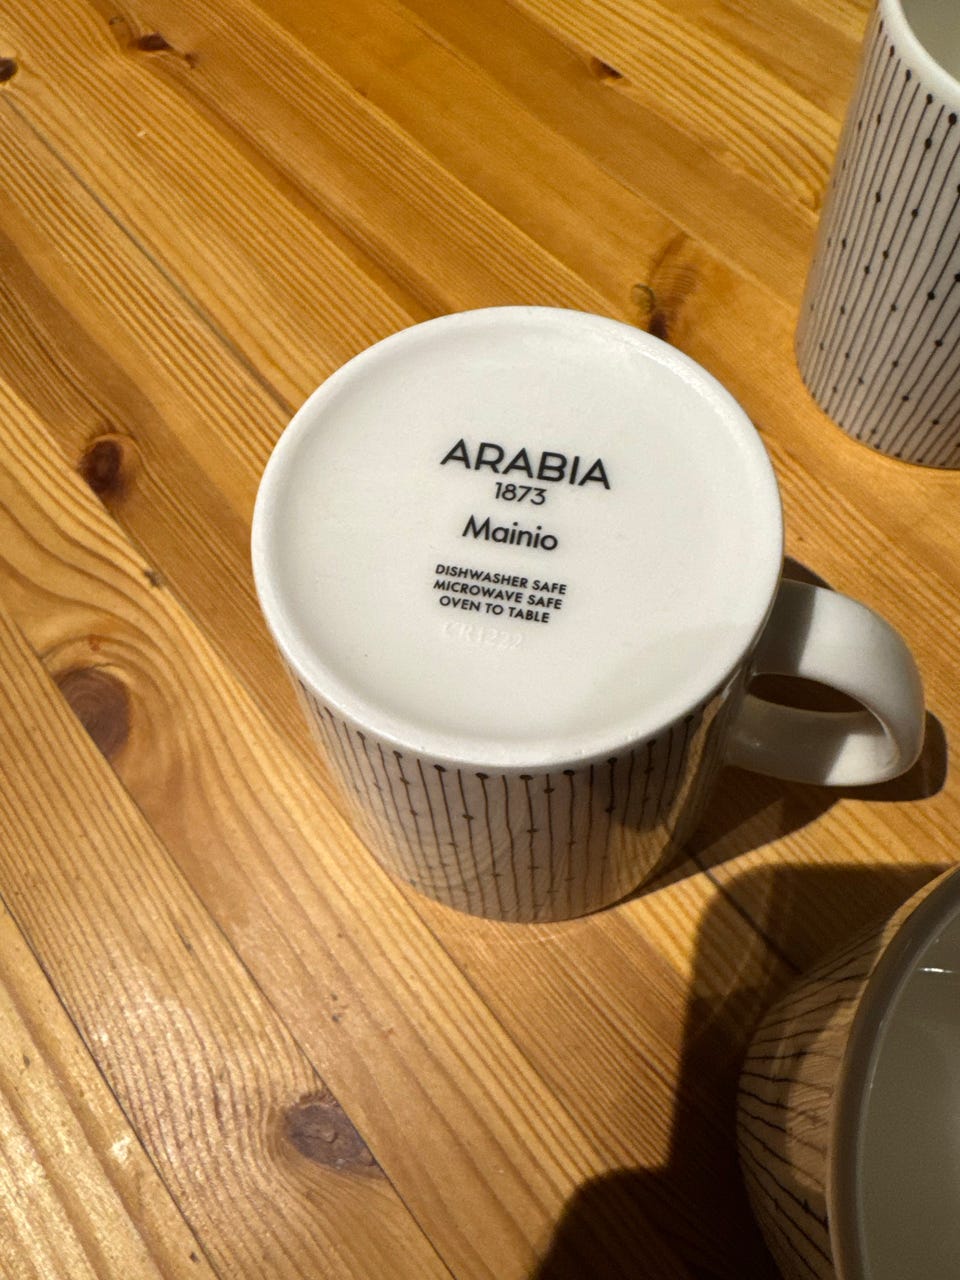 ARABIA
1873
Mainio
DISHWASHER SAFE
MICROWAVE SAFE
OVEN TO TABLE